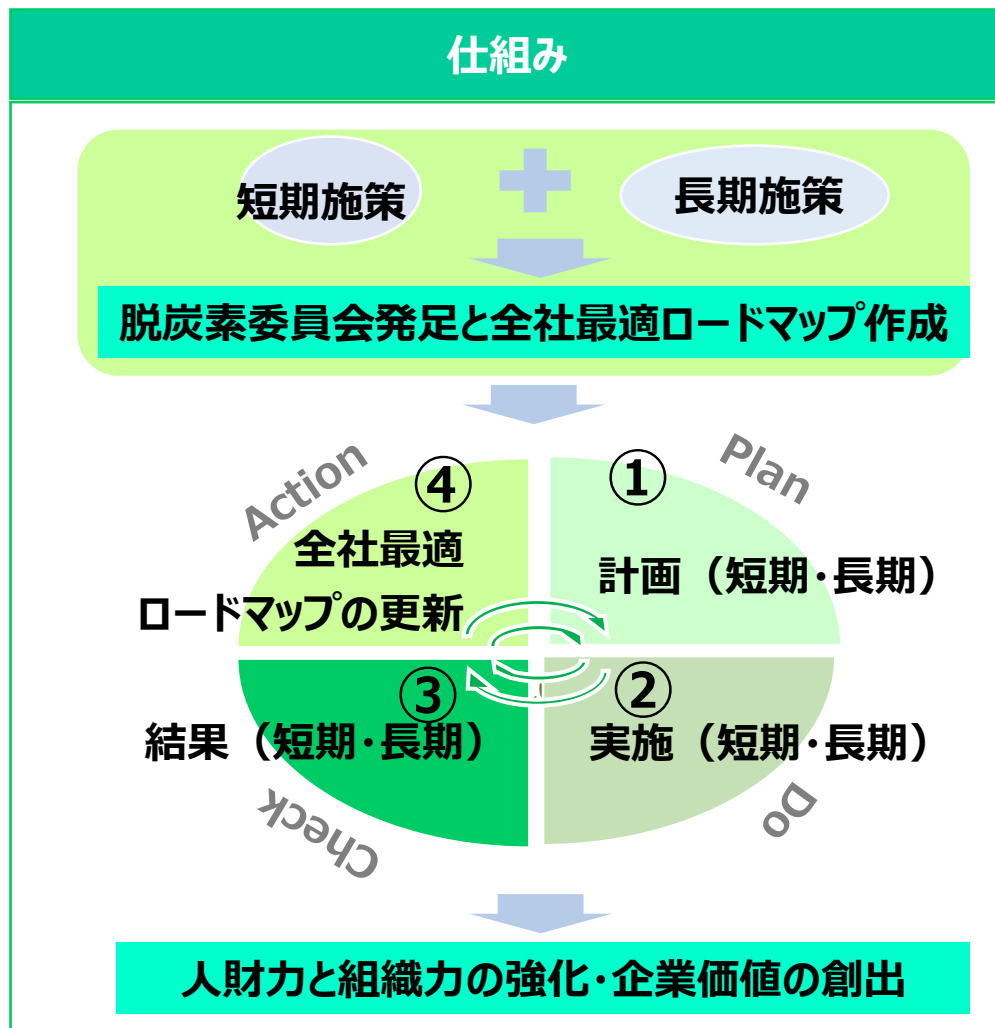 仕組み
短期施策
長期施策
脱炭素委員会発足と全社最適ロードマップ作成
Action
④
全社最適
ロードマップの更新
Plan
①
計画（短期･長期）
③
結果（短期･長期）
Check
②
実施（短期･長期）
Do
人財力と組織力の強化･企業価値の創出